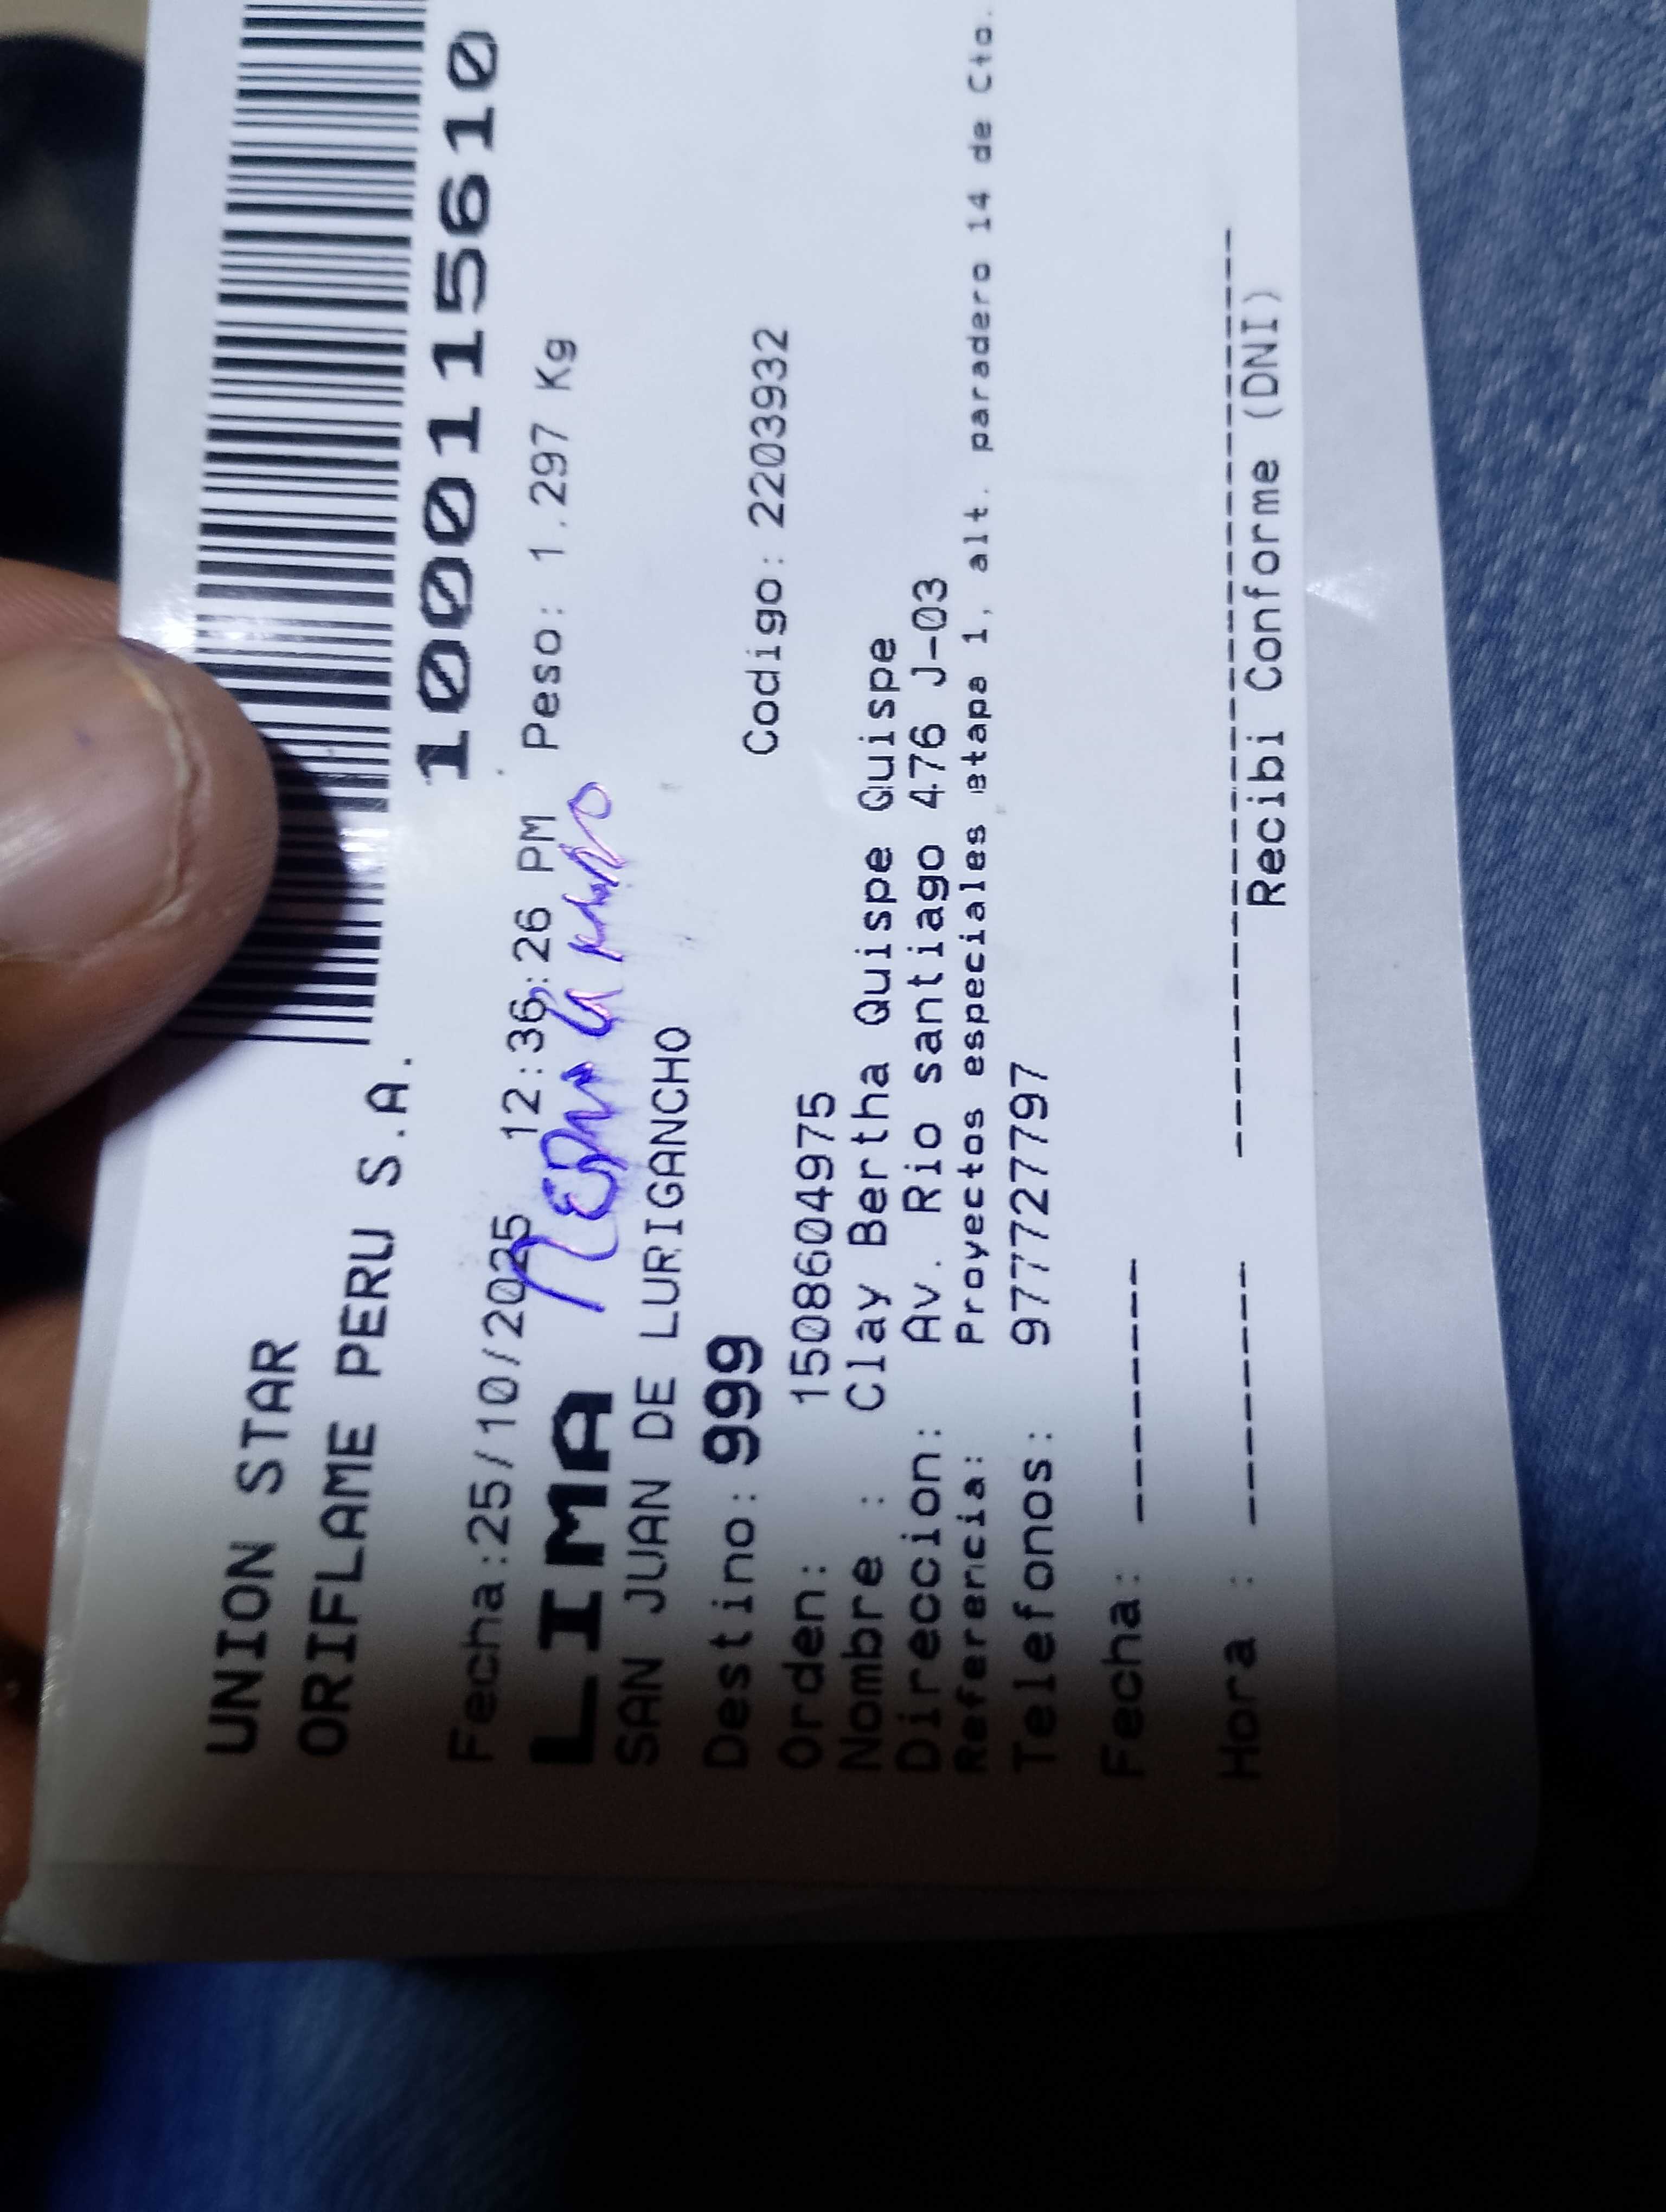 UNION STAR
ORIFLAME PERU S.A.
1000115610
Fecha:25/10/2025 12:36:26 PM Peso: 1.297 Kg
LIMA
SAN JUAN DE LURIGANCHO
Destino: 999
Codigo: 2203932
Orden: 1508604975
Nombre : Clay Bertha Quispe Quispe
Direccion: Av. Rio santiago 476 J-03
Referencia: Proyectos especiales etapa 1, alt. paradero 14 de Cto.
Telefonos: 977727797
Fecha: -------
Hora : -------
Recibi Conforme (DNI)